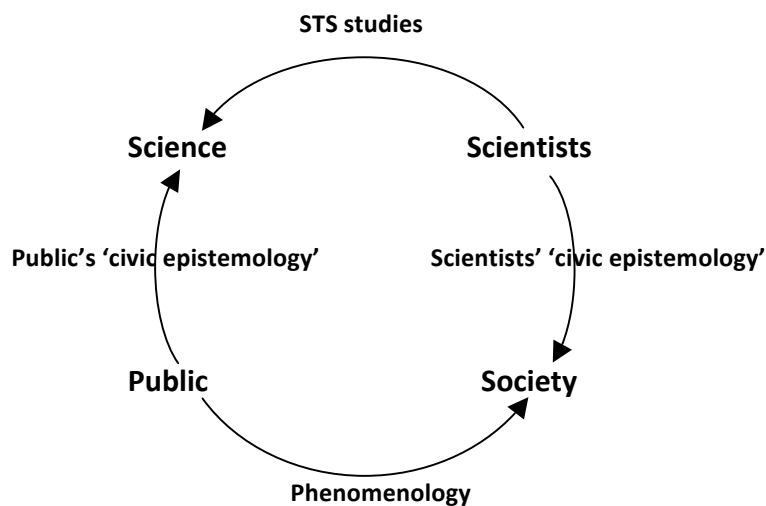 STS studies
Science
Scientists
Public’s ‘civic epistemology’
Scientists’ ‘civic epistemology’
Public
Society
Phenomenology